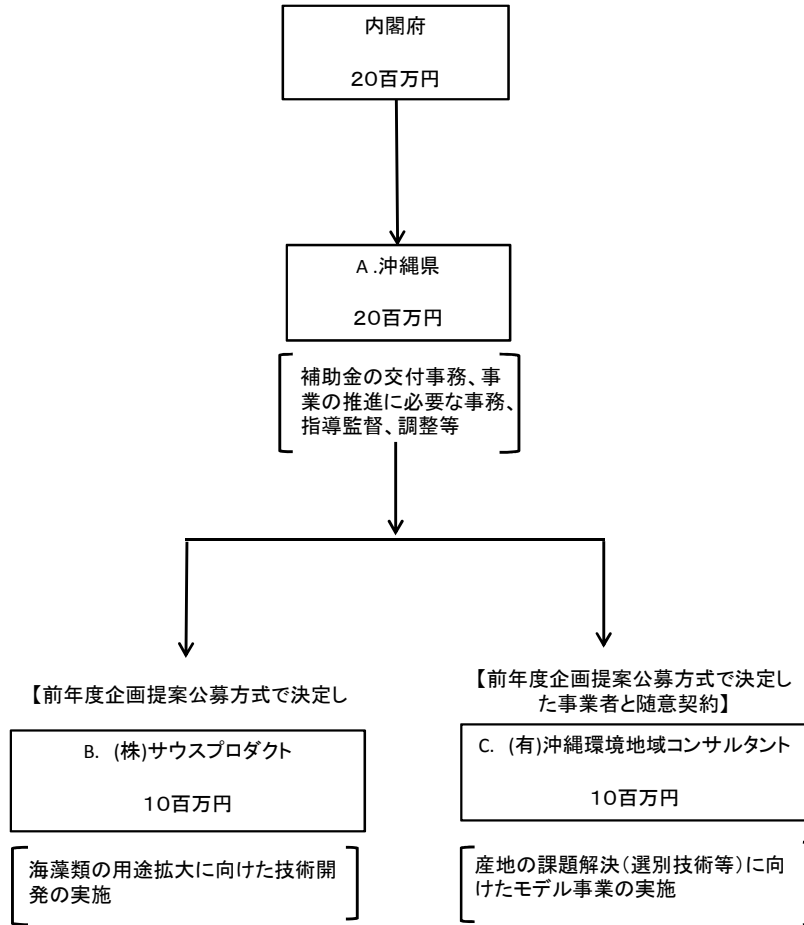 内閣府
20百万円
A .沖縄県
20百万円
補助金の交付事務、事
業の推進に必要な事務、
指導監督、調整等
【前年度企画提案公募方式で決定し
B. (株)サウスプロダクト
10百万円
海藻類の用途拡大に向けた技術開
発の実施
【前年度企画提案公募方式で決定し
た事業者と随意契約】
C. (有)沖縄環境地域コンサルタント
10百万円
産地の課題解決(選別技術等)に向
けたモデル事業の実施